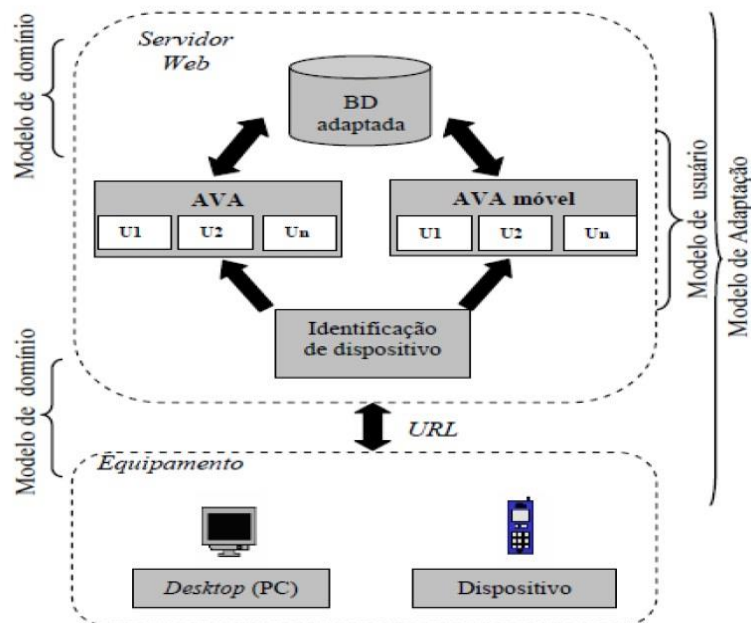 Servidor
Web
BD
adaptada
AVA
U1 U2 Un
AVA móvel
U1 U2 Un
Identificação
de dispositivo
URL
Equipamento
Desktop (PC)
Dispositivo
Modelo de domínio
Modelo de domínio
Modelo de usuário
Modelo de Adaptação